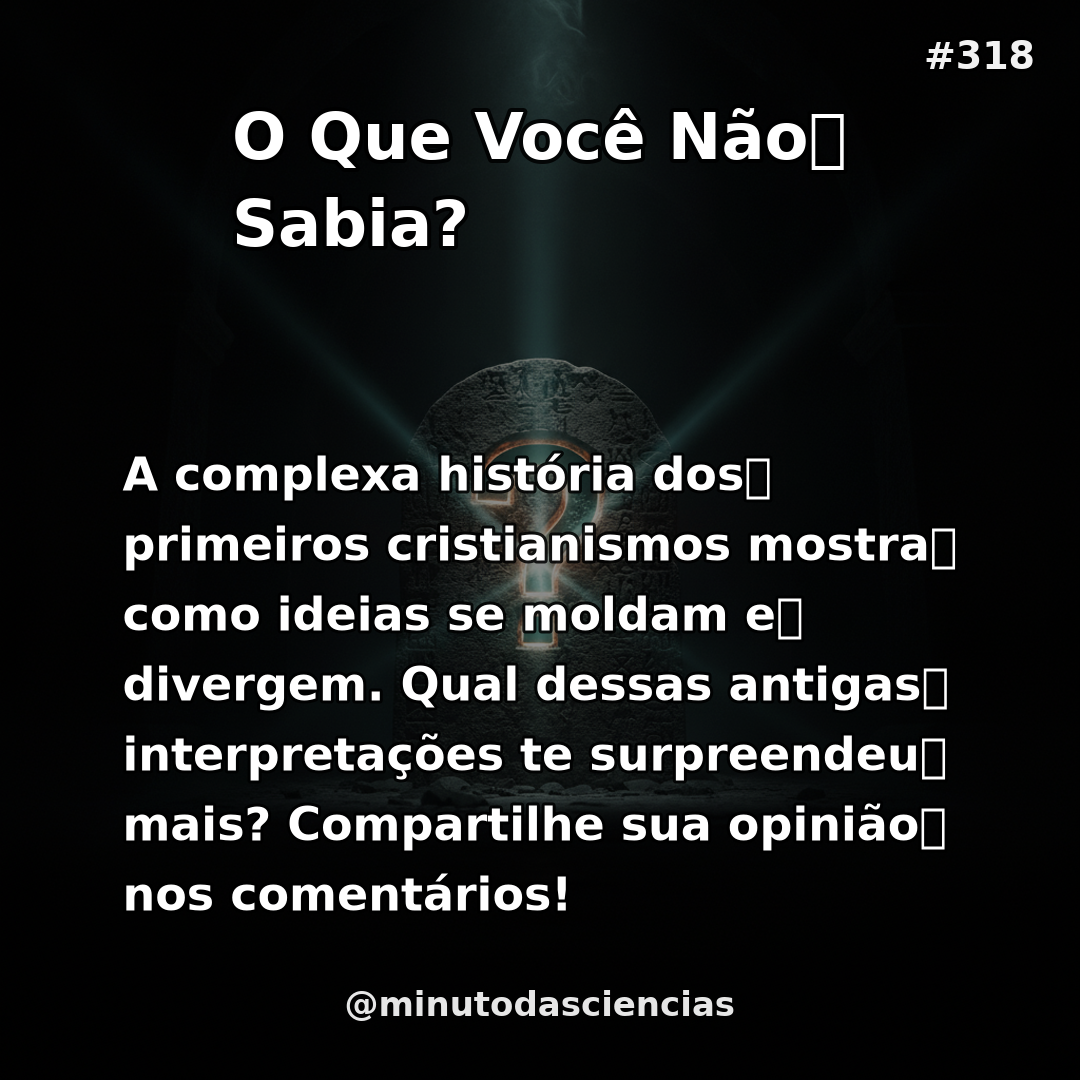 #318
O Que Você Não
Sabia?
A complexa história dos
primeiros cristianismos mostra
como ideias se moldam e
divergem. Qual dessas antigas
interpretações te surpreendeu
mais? Compartilhe sua opinião
nos comentários!
@minutodasciencias